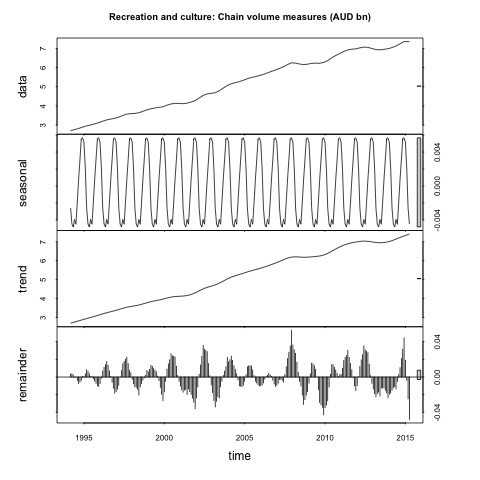 Recreation and culture: Chain volume measures (AUD bn)
data
3 4 5 6 7
seasonal
-0.004 0.000 0.004
trend
3 4 5 6 7
remainder
-0.04 0.00 0.04
1995 2000 2005 2010 2015
time